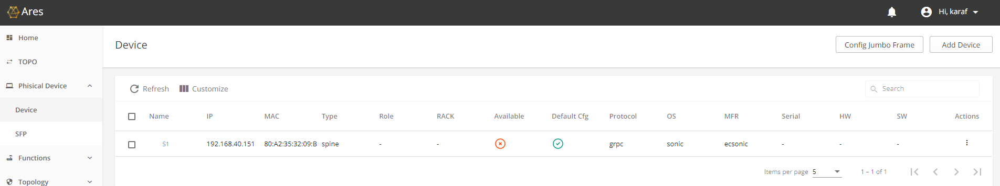 Ares
Hi, karaf
Home
TOPO
Phisical Device
Device
SFP
Functions
Topology
Device
Config Jumbo Frame
Add Device
Refresh Customize
Search
Name IP MAC Type Role RACK Available Default Cfg Protocol OS MFR Serial HW SW Actions
S1 192.168.40.151 80:A2:35:32:09:B spine - - grpc sonic ecsonic - - -
Items per page 5 1 – 1 of 1